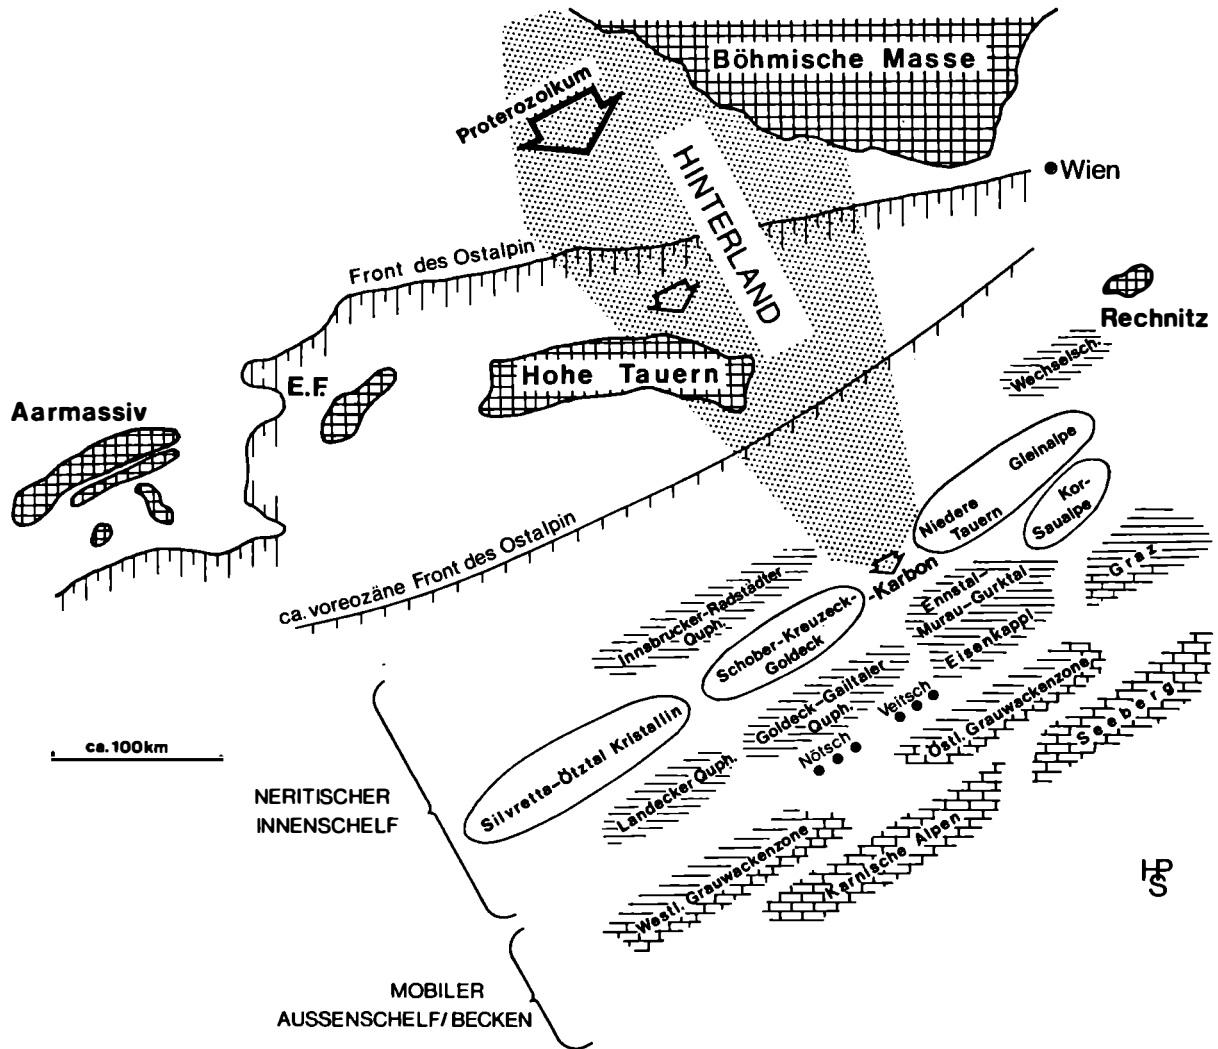 Böhmische Masse
Proterozoikum
HINTERLAND
Wien
Front des Ostalpin
Rechnitz
Wechselsch.
Hohe Tauern
E.F.
Aarmassiv
Gleinalpe
Niedere
Tauern
Kor-
Saualpe
Graz
ca. voreozäne Front des Ostalpin
-Karbon
Innsbrucker-Radstädter
Quph.
Ennstal-
Murau-Gurktal
Eisenkappl
Schober-Kreuzeck-
Goldeck
Goldeck-Gailtaler
Quph.
Veitsch
Nötsch
Östl. Grauwackenzone
Seeberg
Silvretta-Ötztal Kristallin
Landecker Quph.
ca. 100 km
NERITISCHER
INNENSCHELF
Westl. Grauwackenzone
Karnische Alpen
HPS
MOBILER
AUSSENSCHELF/BECKEN